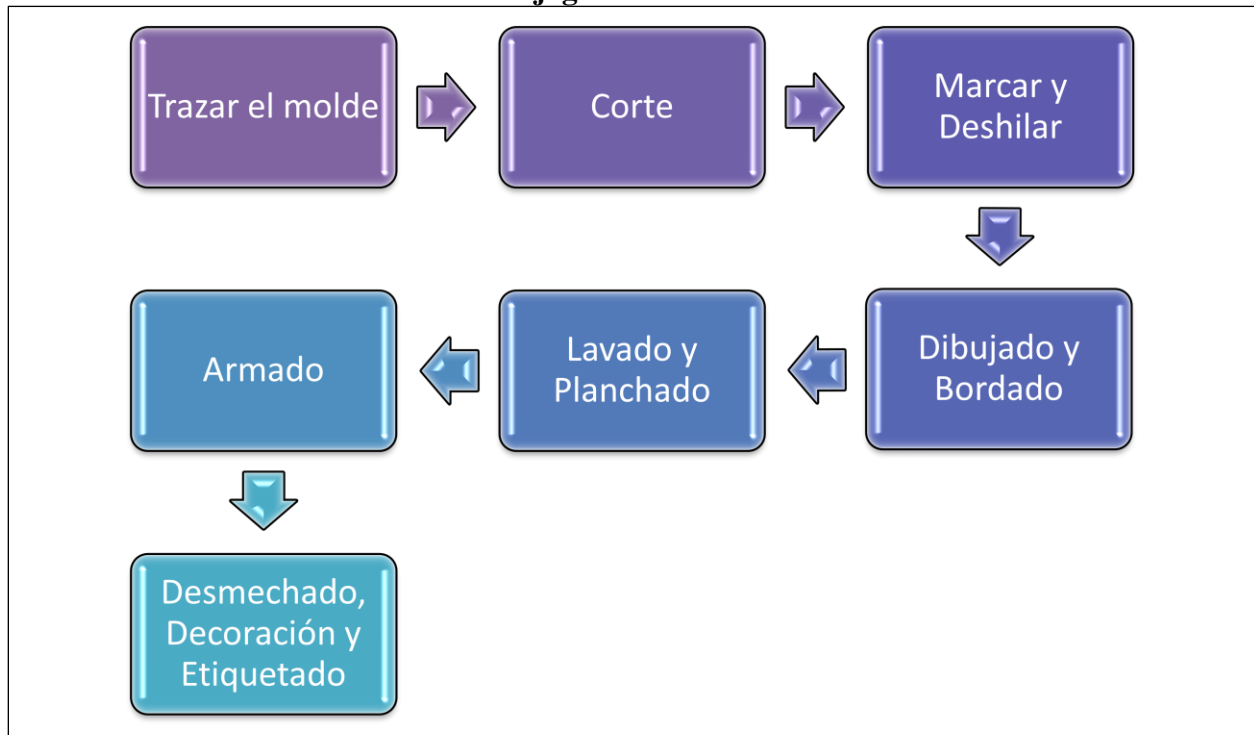 Trazar el molde
Corte
Marcar y
Deshilar
Dibujado y
Bordado
Lavado y
Planchado
Armado
Desmechado,
Decoración y
Etiquetado